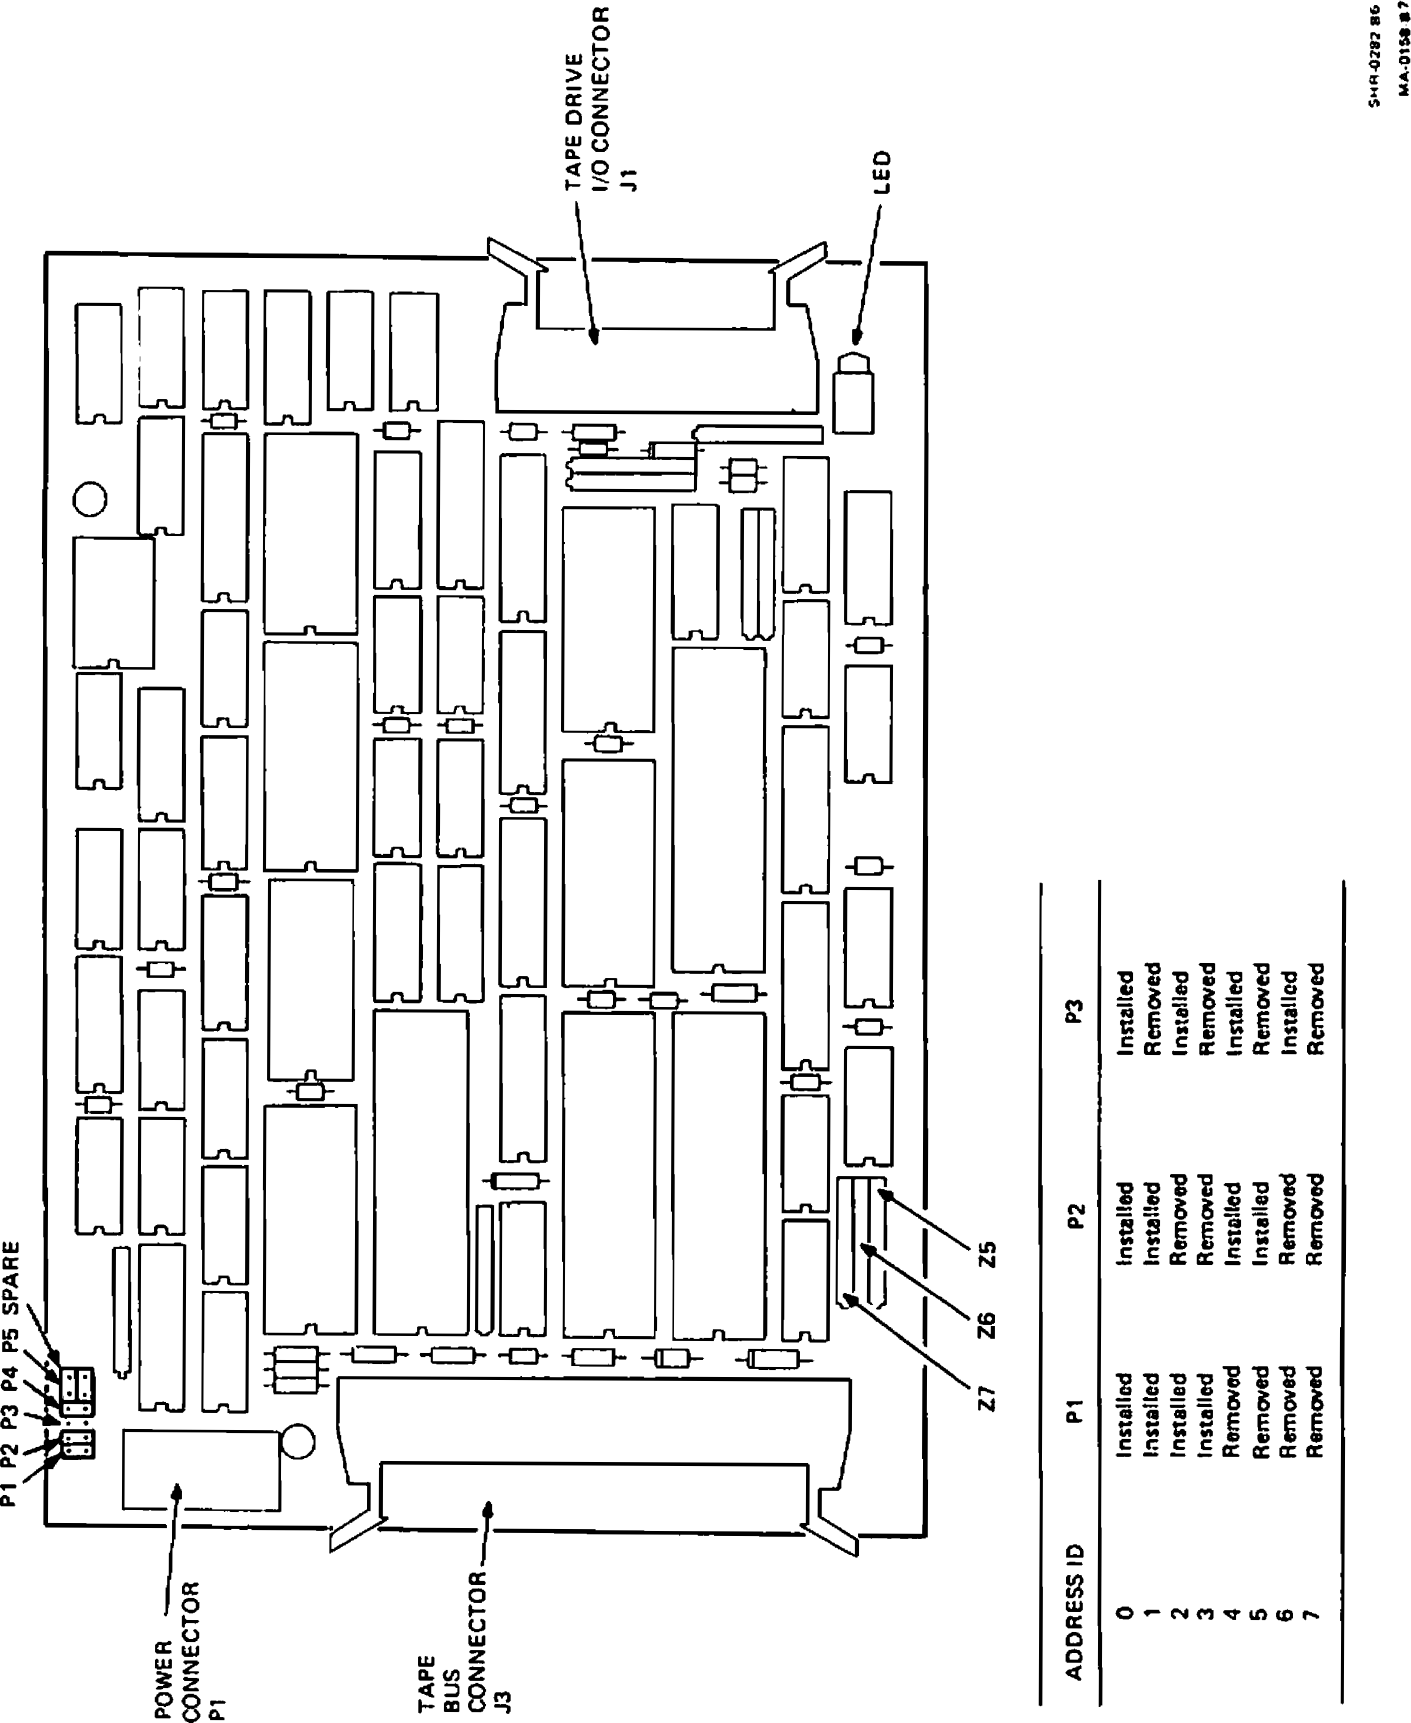 P1 P2 P3 P4 P5 SPARE
POWER
CONNECTOR
P1
TAPE
BUS
CONNECTOR
J3
TAPE DRIVE
I/O CONNECTOR
J1
LED
Z7
Z6
Z5
ADDRESS ID P1 P2 P3
0 Installed Installed Installed
1 Installed Installed Removed
2 Installed Removed Installed
3 Installed Removed Removed
4 Removed Installed Installed
5 Removed Installed Removed
6 Removed Removed Installed
7 Removed Removed Removed
SHR-0282 86
MA-0158-87